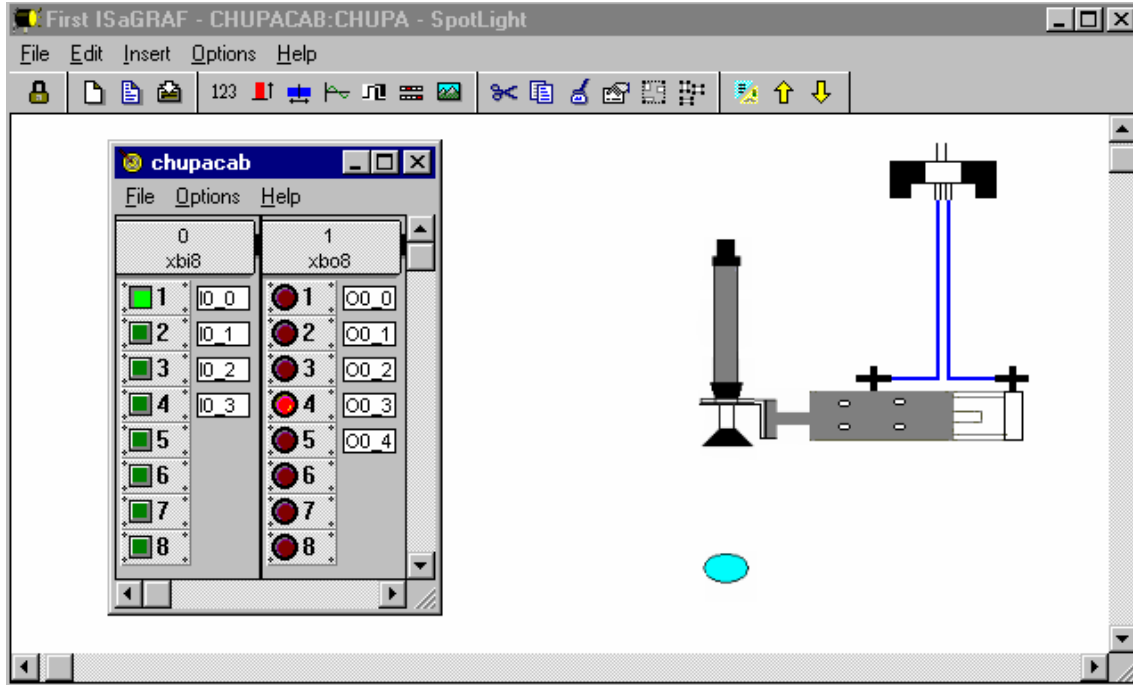 First ISaGRAF - CHUPACAB:CHUPA - SpotLight
File Edit Insert Options Help
123
chupacab
File Options Help
0 1
xbi8 xbo8
1 I0_0 1 O0_0
2 I0_1 2 O0_1
3 I0_2 3 O0_2
4 I0_3 4 O0_3
5 5 O0_4
6 6
7 7
8 8